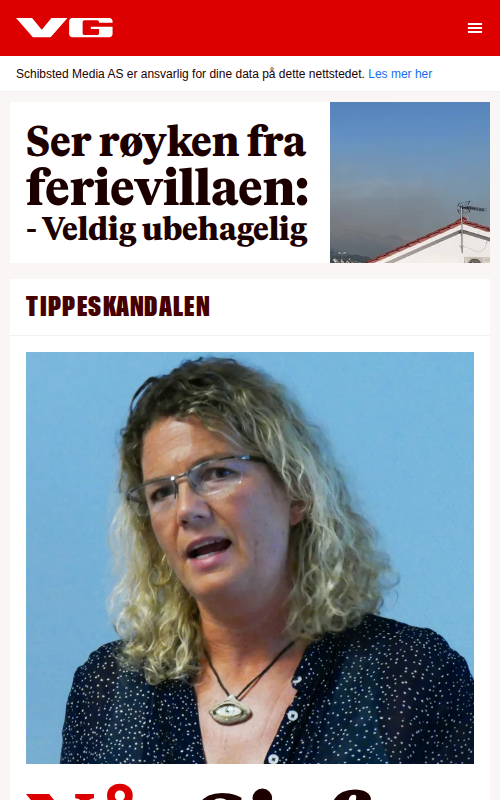 VG
Schibsted Media AS er ansvarlig for dine data på dette nettstedet. Les mer her
Ser røyken fra
ferievillaen:
- Veldig ubehagelig
TIPPESKANDALEN